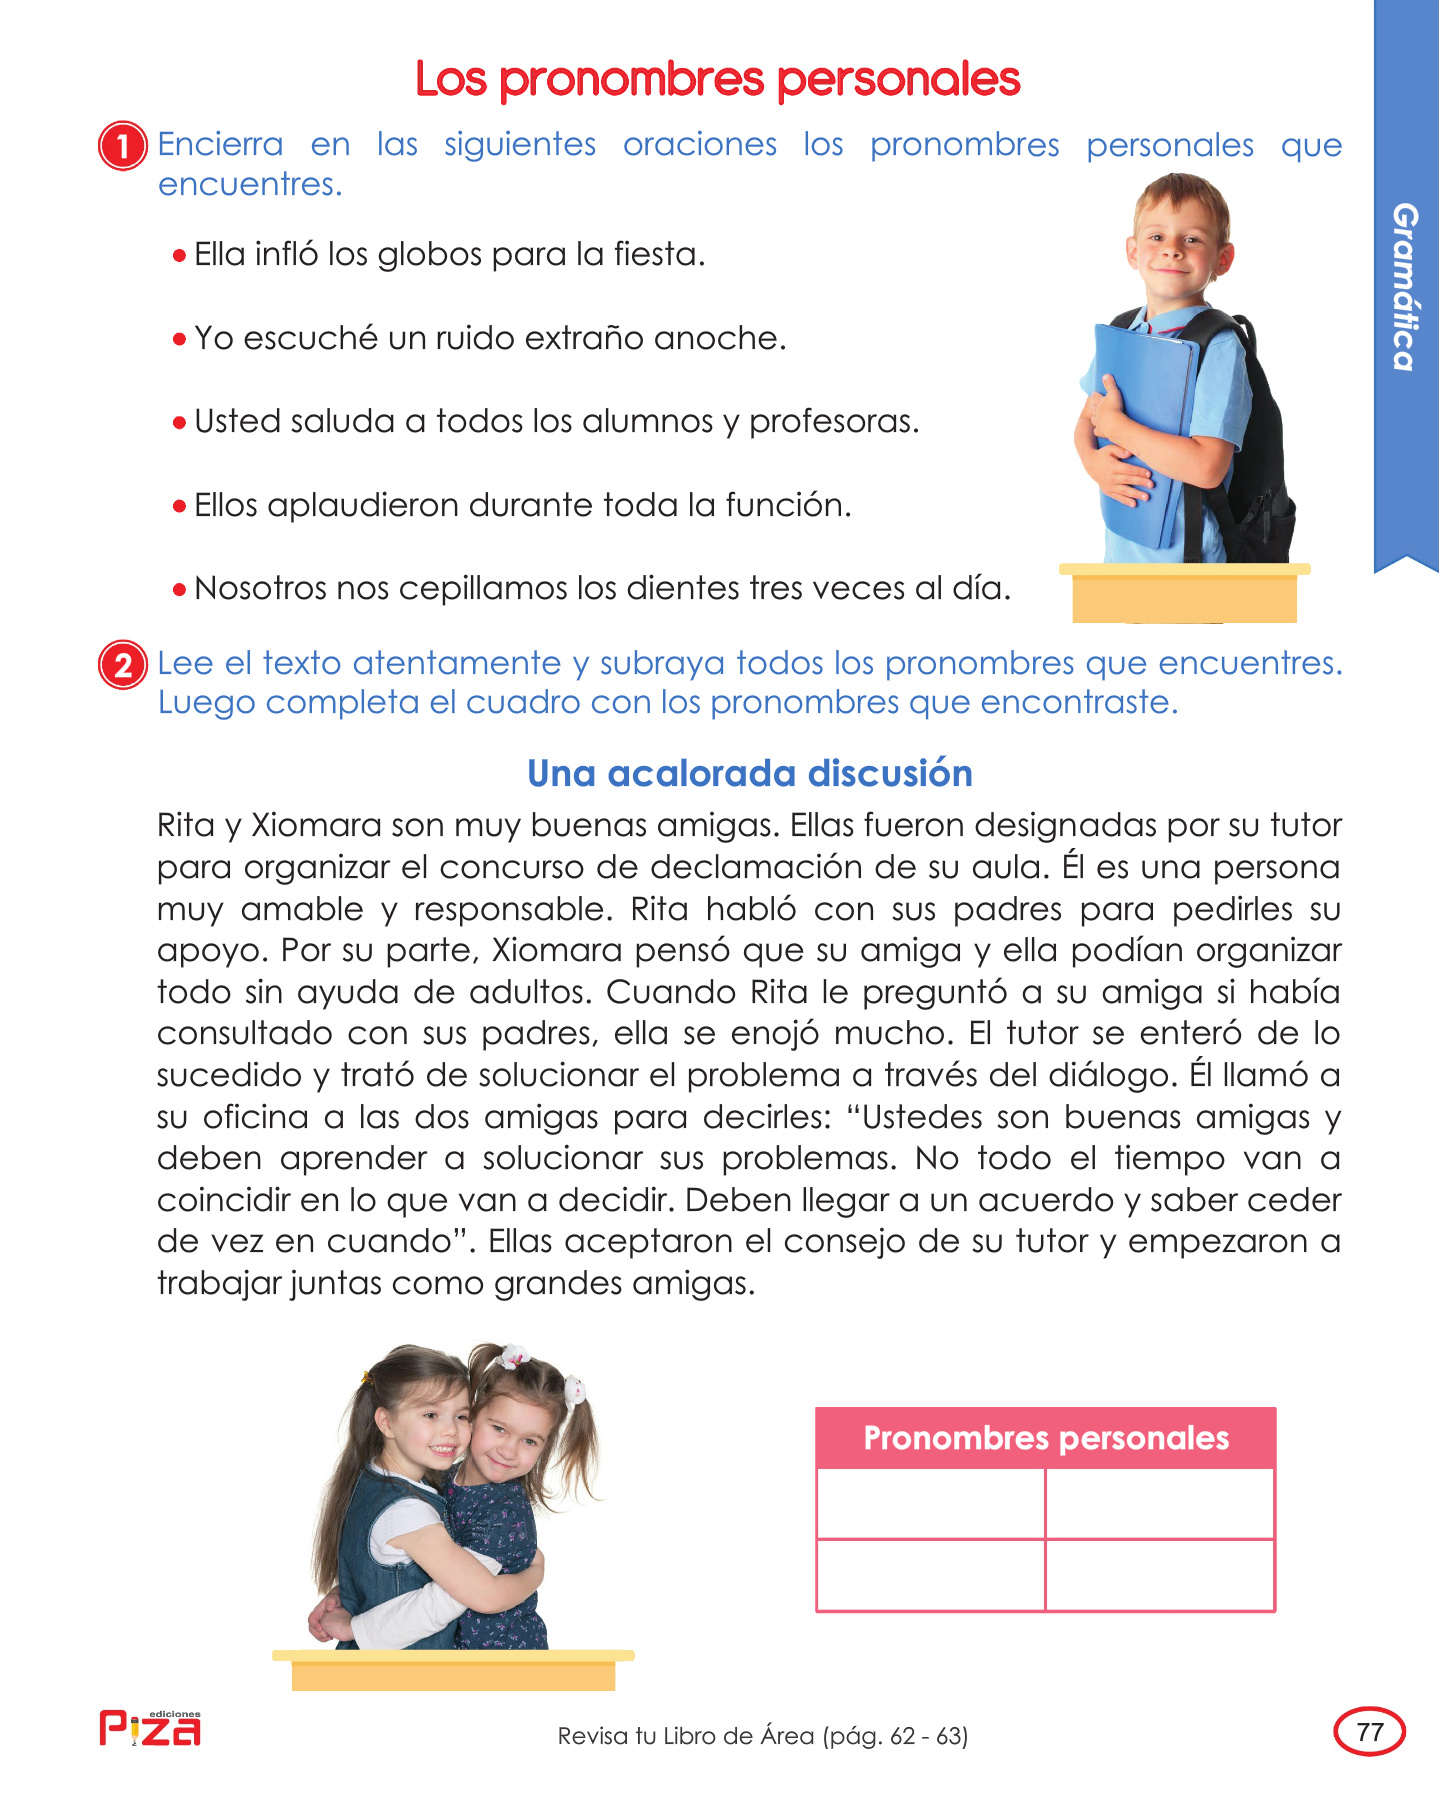 Los pronombres personales
1 Encierra en las siguientes oraciones los pronombres personales que
encuentres.
• Ella infló los globos para la fiesta.
• Yo escuché un ruido extraño anoche.
• Usted saluda a todos los alumnos y profesoras.
• Ellos aplaudieron durante toda la función.
• Nosotros nos cepillamos los dientes tres veces al día.
Gramática
2 Lee el texto atentamente y subraya todos los pronombres que encuentres.
Luego completa el cuadro con los pronombres que encontraste.
Una acalorada discusión
Rita y Xiomara son muy buenas amigas. Ellas fueron designadas por su tutor
para organizar el concurso de declamación de su aula. Él es una persona
muy amable y responsable. Rita habló con sus padres para pedirles su
apoyo. Por su parte, Xiomara pensó que su amiga y ella podían organizar
todo sin ayuda de adultos. Cuando Rita le preguntó a su amiga si había
consultado con sus padres, ella se enojó mucho. El tutor se enteró de lo
sucedido y trató de solucionar el problema a través del diálogo. Él llamó a
su oficina a las dos amigas para decirles: “Ustedes son buenas amigas y
deben aprender a solucionar sus problemas. No todo el tiempo van a
coincidir en lo que van a decidir. Deben llegar a un acuerdo y saber ceder
de vez en cuando”. Ellas aceptaron el consejo de su tutor y empezaron a
trabajar juntas como grandes amigas.
Pronombres personales
ediciones
Piza
Revisa tu Libro de Área (pág. 62 - 63)
77